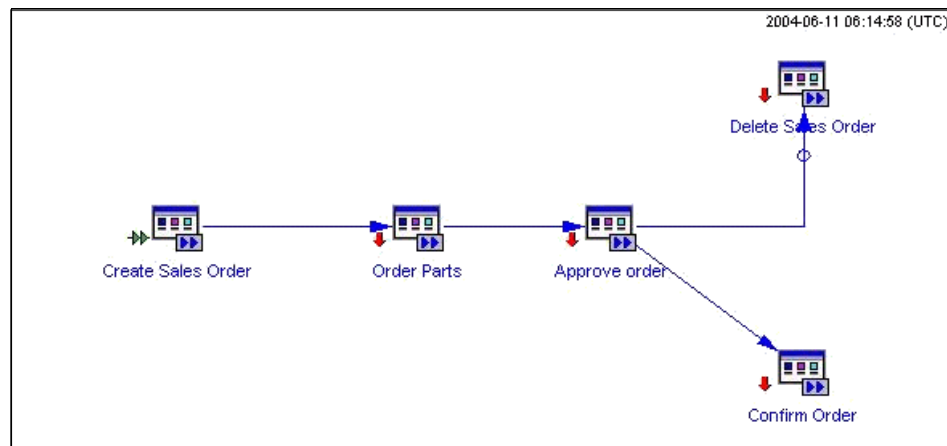 2004-06-11 06:14:58 (UTC)
Delete Sales Order
Create Sales Order
Order Parts
Approve order
Confirm Order